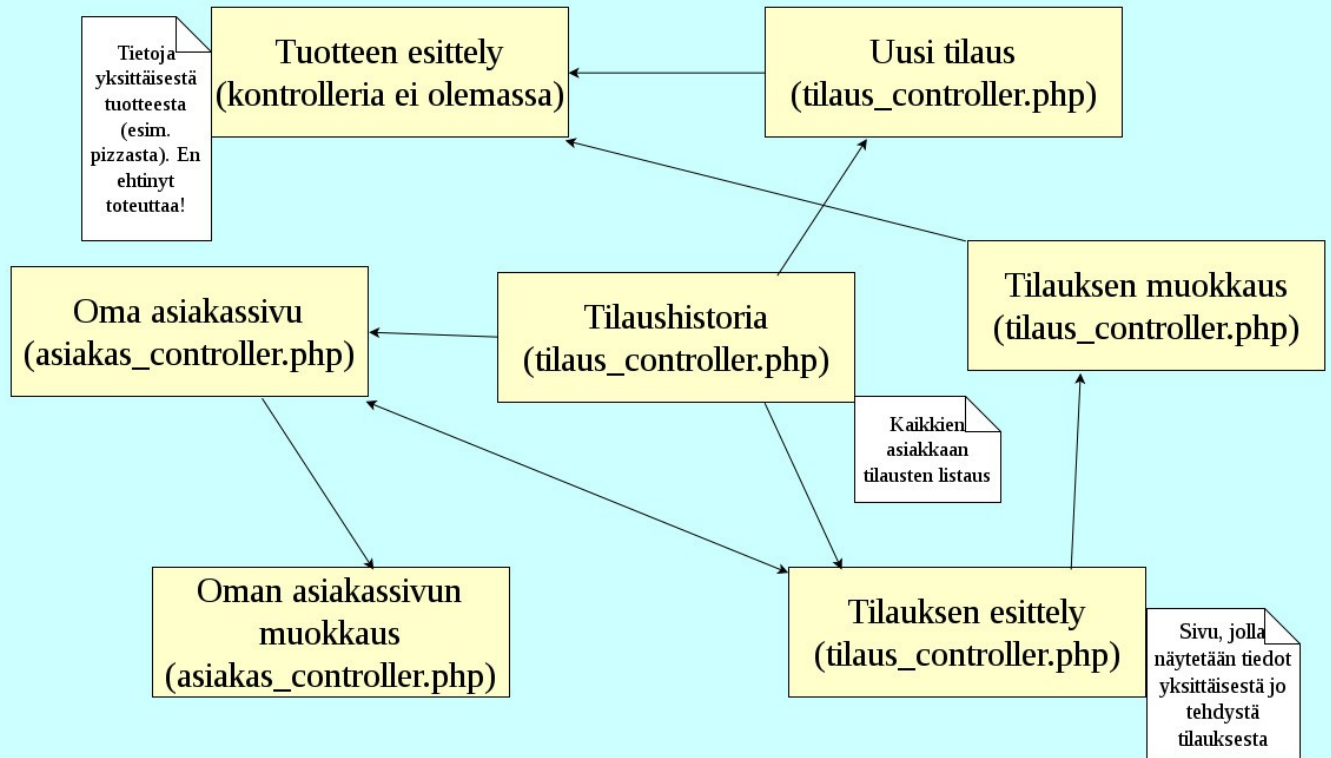 Tietoja
yksittäisestä
tuotteesta
(esim.
pizzasta). En
ehtinyt
toteuttaa!
Tuotteen esittely
(kontrolleria ei olemassa)
Uusi tilaus
(tilaus_controller.php)
Oma asiakassivu
(asiakas_controller.php)
Tilaushistoria
(tilaus_controller.php)
Tilauksen muokkaus
(tilaus_controller.php)
Kaikkien
asiakkaan
tilausten listaus
Oman asiakassivun
muokkaus
(asiakas_controller.php)
Tilauksen esittely
(tilaus_controller.php)
Sivu, jolla
näytetään tiedot
yksittäisestä jo
tehdystä
tilauksesta